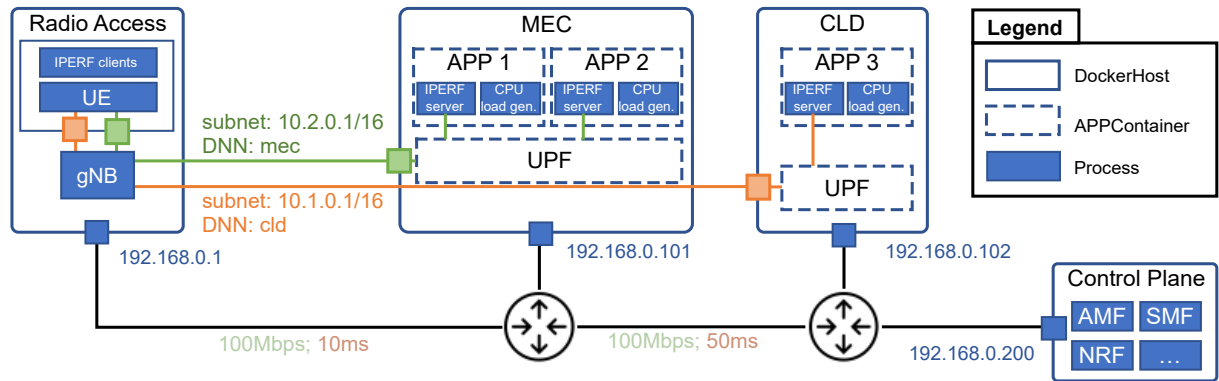 Radio Access
IPERF clients
UE
gNB
subnet: 10.2.0.1/16
DNN: mec
subnet: 10.1.0.1/16
DNN: cld
192.168.0.1
MEC
APP 1
IPERF
server
CPU
load gen.
APP 2
IPERF
server
CPU
load gen.
UPF
192.168.0.101
CLD
APP 3
IPERF
server
CPU
load gen.
UPF
192.168.0.102
Legend
DockerHost
APPContainer
Process
100Mbps; 10ms
100Mbps; 50ms
192.168.0.200
Control Plane
AMF
SMF
NRF
…